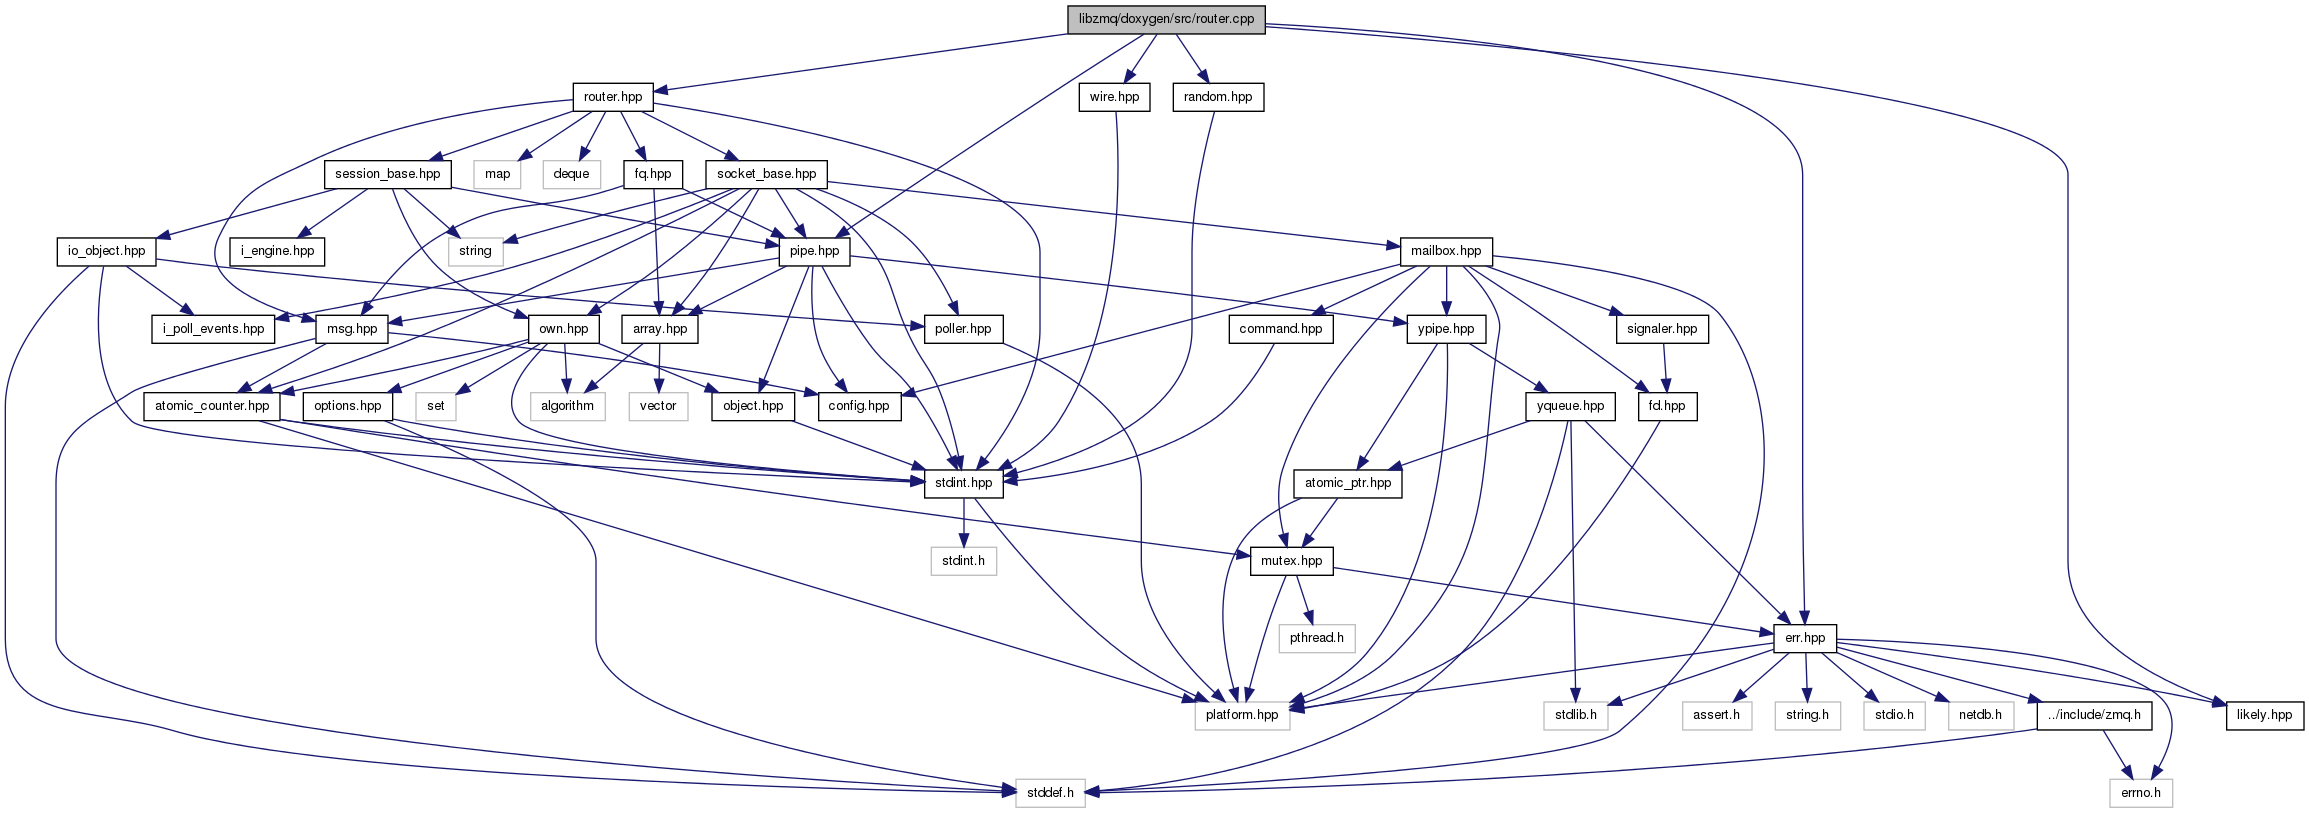 libzmq/doxygen/src/router.cpp
router.hpp
wire.hpp
random.hpp
session_base.hpp
map
deque
fq.hpp
socket_base.hpp
io_object.hpp
i_engine.hpp
string
pipe.hpp
mailbox.hpp
i_poll_events.hpp
msg.hpp
own.hpp
array.hpp
poller.hpp
command.hpp
ypipe.hpp
signaler.hpp
atomic_counter.hpp
options.hpp
set
algorithm
vector
object.hpp
config.hpp
yqueue.hpp
fd.hpp
stdint.hpp
atomic_ptr.hpp
stdint.h
mutex.hpp
pthread.h
err.hpp
platform.hpp
stdlib.h
assert.h
string.h
stdio.h
netdb.h
../include/zmq.h
likely.hpp
stddef.h
errno.h